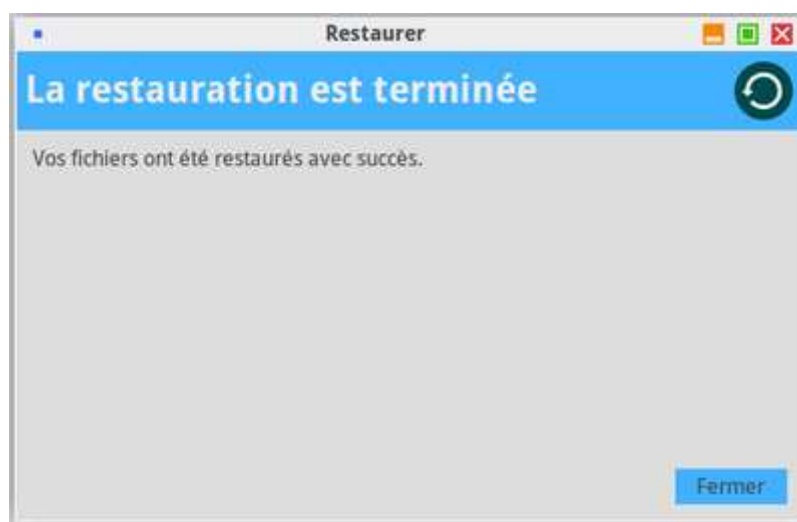 Restaurer
La restauration est terminée
Vos fichiers ont été restaurés avec succès.
Fermer